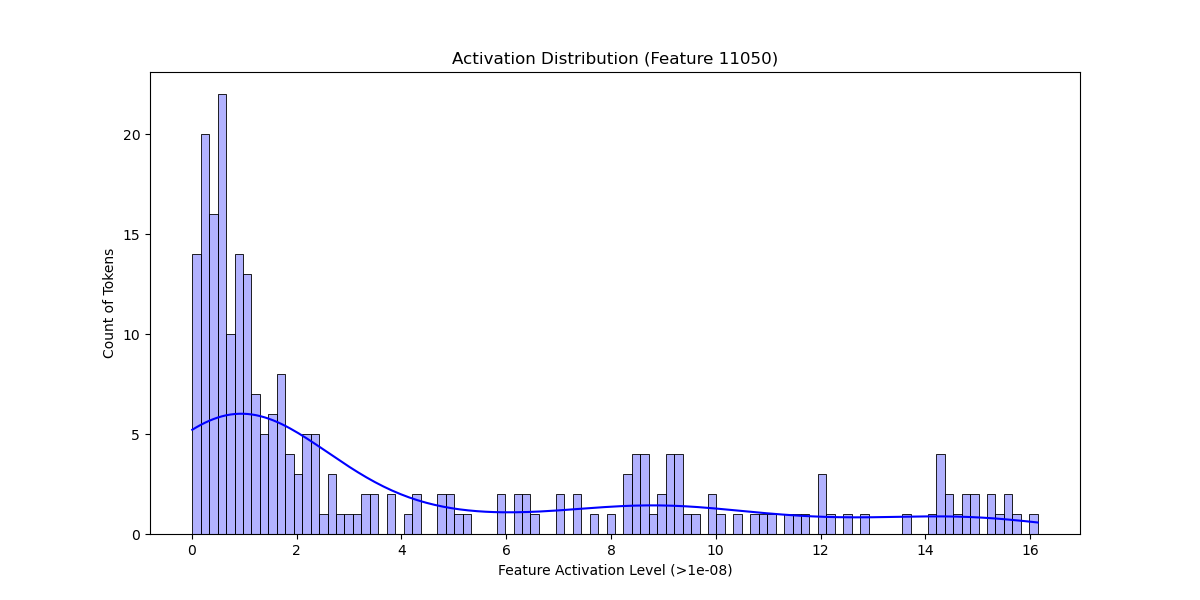 Activation Distribution (Feature 11050)
Count of Tokens
20
15
10
5
0
0 2 4 6 8 10 12 14 16
Feature Activation Level (>1e-08)